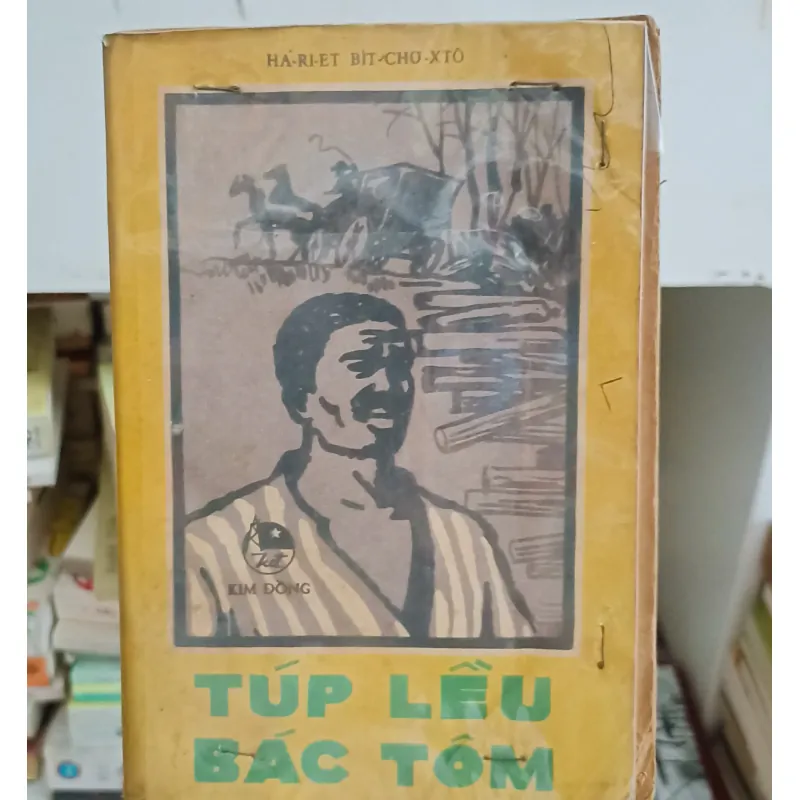 HA-RI-ET BÍT-CHƠ-XTÔ
KIM ĐỒNG
TÚP LỀU
BÁC TÔM